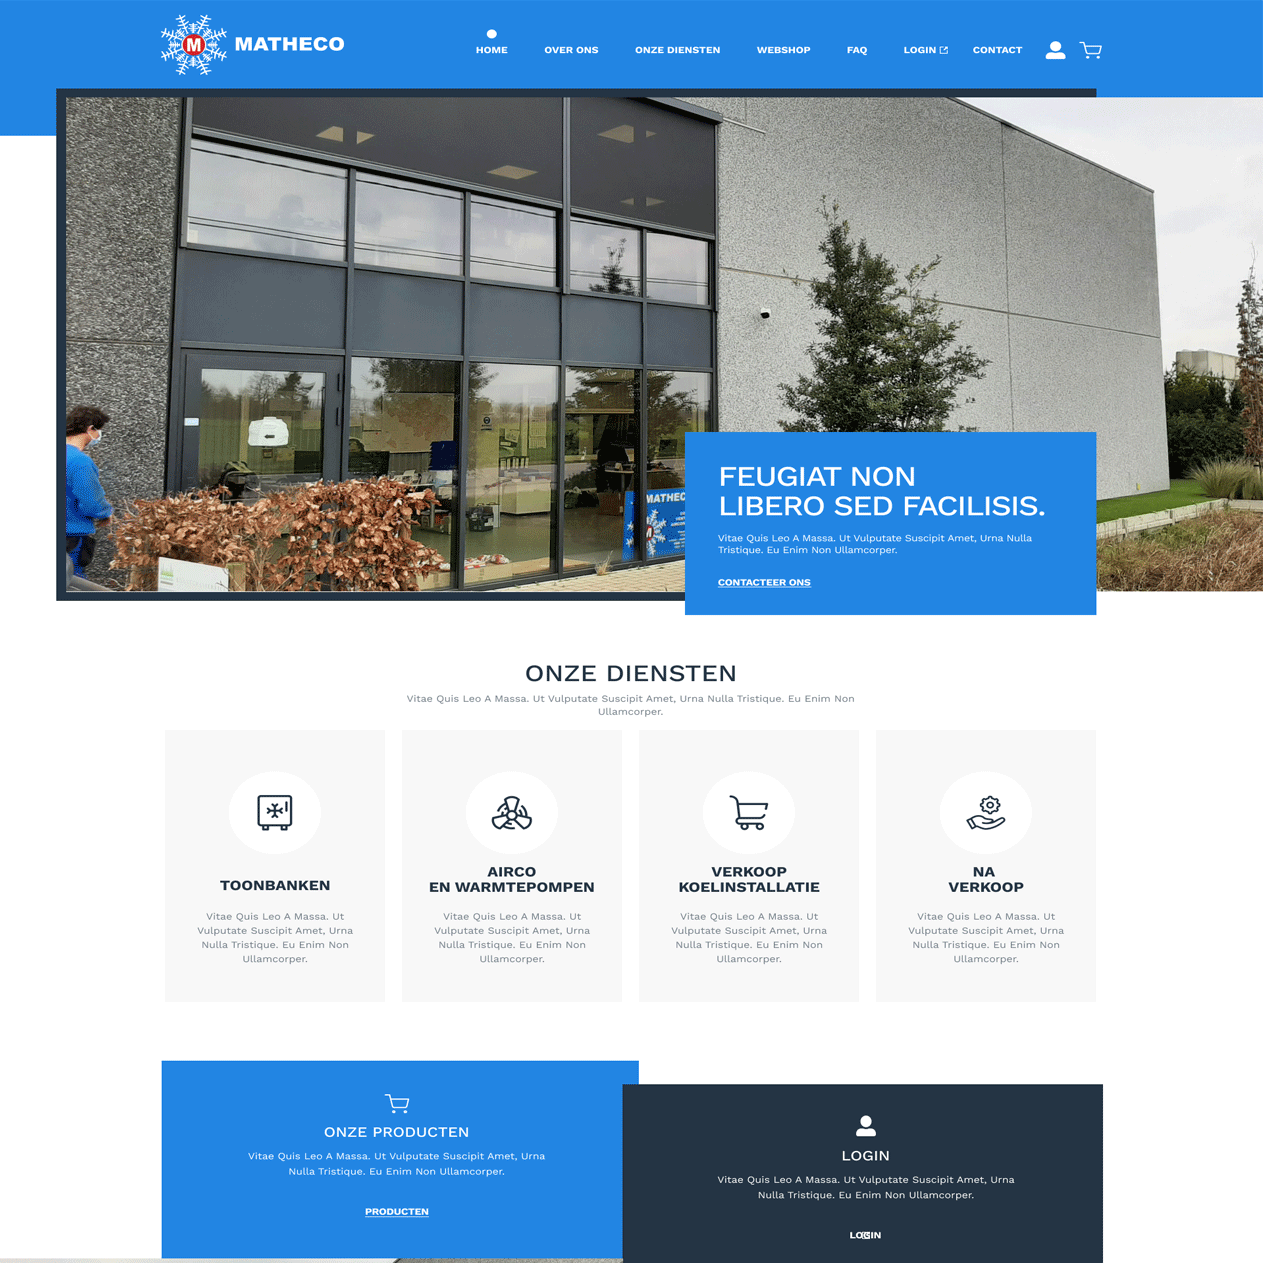 M MATHECO
HOME OVER ONS ONZE DIENSTEN WEBSHOP FAQ LOGIN CONTACT
MATHECO
FEUGIAT NON
LIBERO SED FACILISIS.
Vitae Quis Leo A Massa. Ut Vulputate Suscipit Amet, Urna Nulla
Tristique. Eu Enim Non Ullamcorper.
CONTACTEER ONS
ONZE DIENSTEN
Vitae Quis Leo A Massa. Ut Vulputate Suscipit Amet, Urna Nulla Tristique. Eu Enim Non
Ullamcorper.
TOONBANKEN
Vitae Quis Leo A Massa. Ut
Vulputate Suscipit Amet, Urna
Nulla Tristique. Eu Enim Non
Ullamcorper.
AIRCO
EN WARMTEPOMPEN
Vitae Quis Leo A Massa. Ut
Vulputate Suscipit Amet, Urna
Nulla Tristique. Eu Enim Non
Ullamcorper.
VERKOOP
KOELINSTALLATIE
Vitae Quis Leo A Massa. Ut
Vulputate Suscipit Amet, Urna
Nulla Tristique. Eu Enim Non
Ullamcorper.
NA
VERKOOP
Vitae Quis Leo A Massa. Ut
Vulputate Suscipit Amet, Urna
Nulla Tristique. Eu Enim Non
Ullamcorper.
ONZE PRODUCTEN
Vitae Quis Leo A Massa. Ut Vulputate Suscipit Amet, Urna
Nulla Tristique. Eu Enim Non Ullamcorper.
PRODUCTEN
LOGIN
Vitae Quis Leo A Massa. Ut Vulputate Suscipit Amet, Urna
Nulla Tristique. Eu Enim Non Ullamcorper.
LOGIN